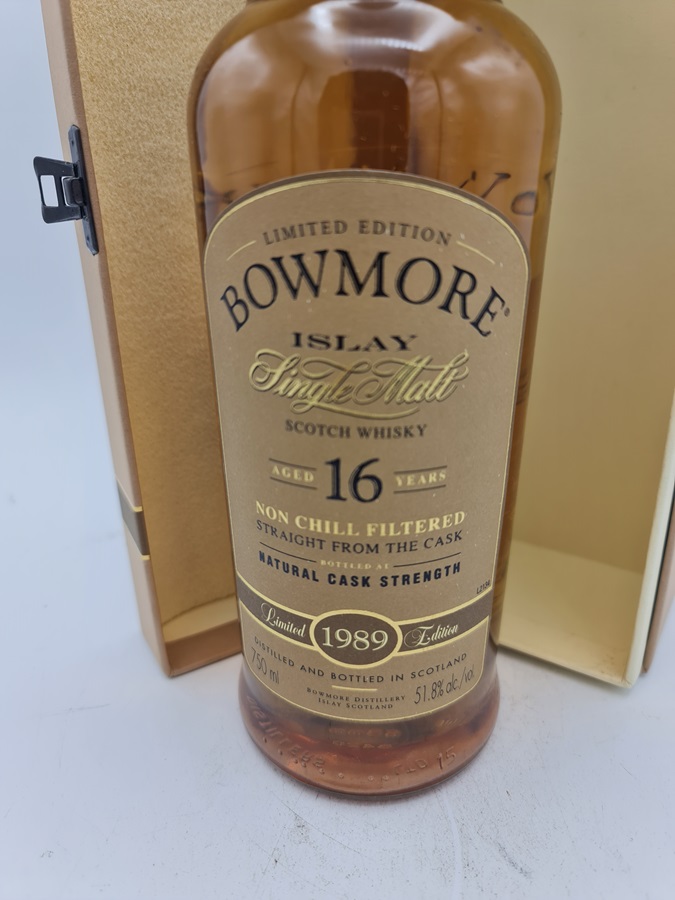 LIMITED EDITION
BOWMORE®
ISLAY
Single Malt
SCOTCH WHISKY
AGED 16 YEARS
NON CHILL FILTERED
STRAIGHT FROM THE CASK
BOTTLED AT
NATURAL CASK STRENGTH
Limited 1989 Edition
DISTILLED AND BOTTLED IN SCOTLAND
750 ml
BOWMORE DISTILLERY
ISLAY SCOTLAND
51.8% alc/vol